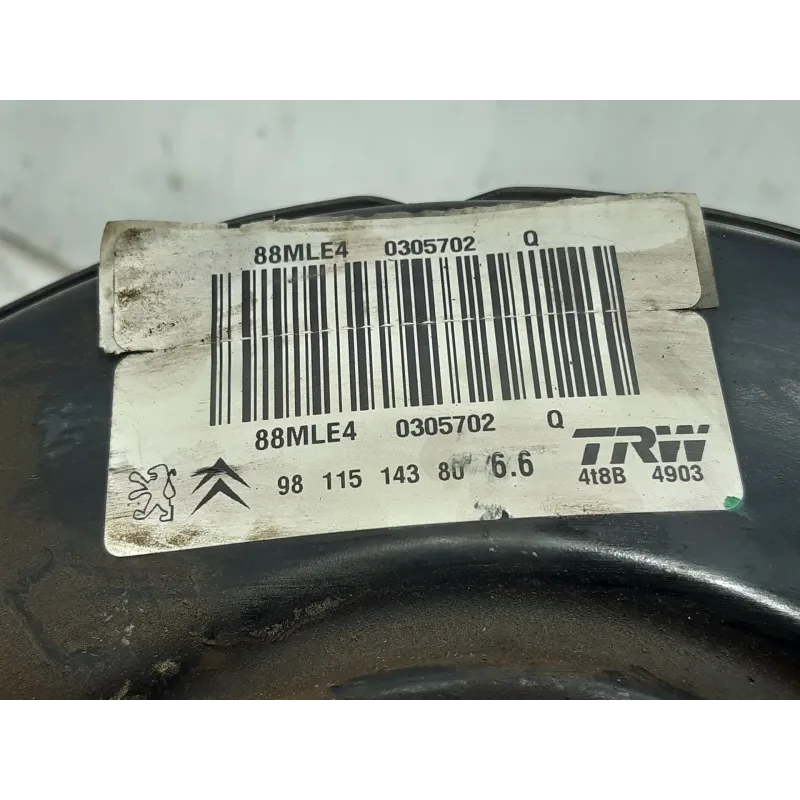 88MLE4 0305702 Q
88MLE4 0305702 Q
TRW
98 115 143 80 /6.6 4t8B 4903